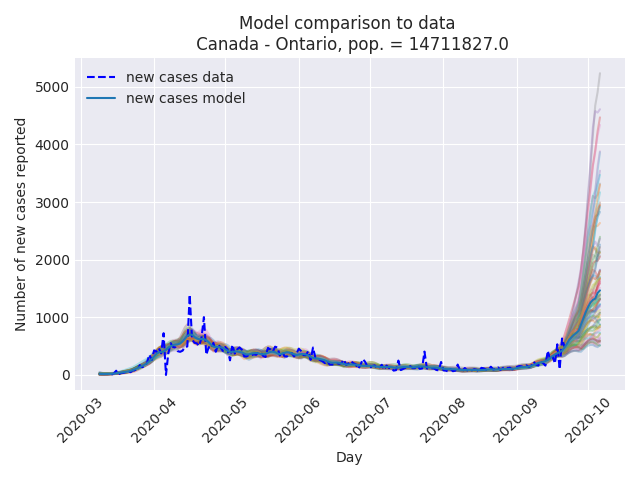 Model comparison to data
Canada - Ontario, pop. = 14711827.0
new cases data
new cases model
Number of new cases reported
5000
4000
3000
2000
1000
0
2020-03
2020-04
2020-05
2020-06
2020-07
2020-08
2020-09
2020-10
Day